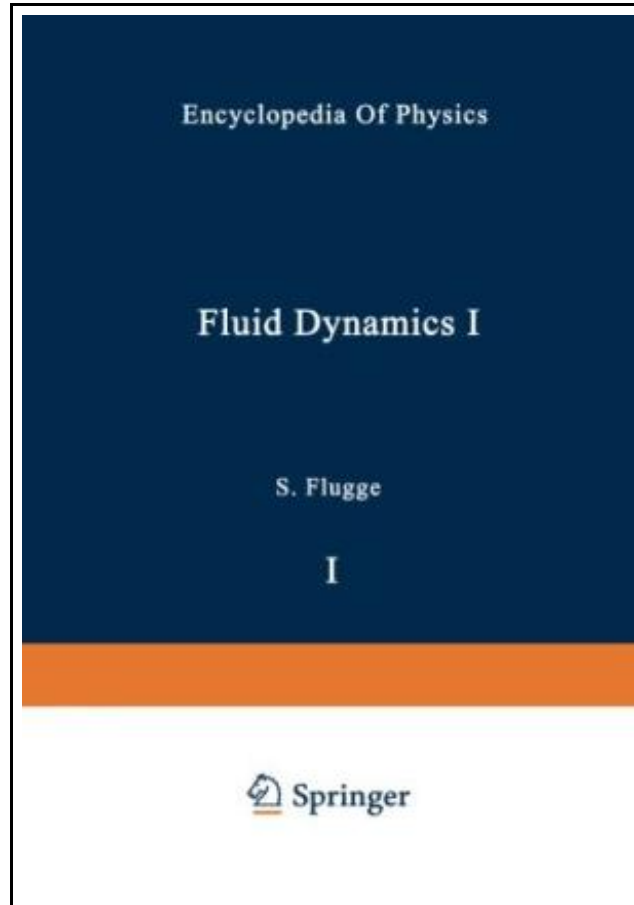 Encyclopedia Of Physics
Fluid Dynamics I
S. Flugge
I
Springer